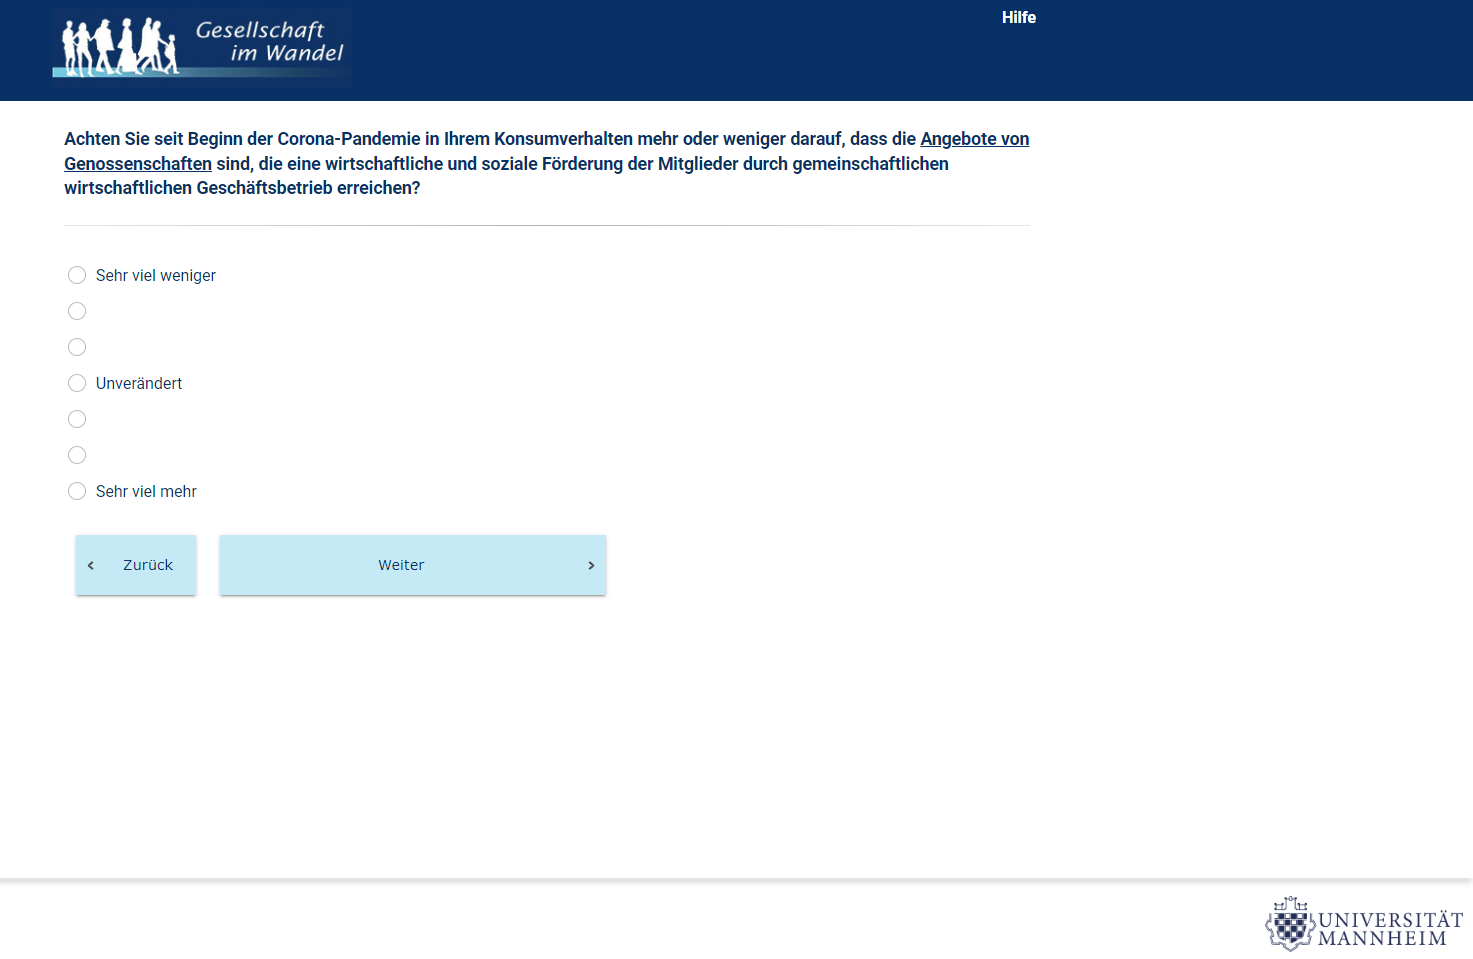 Gesellschaft
im Wandel
Hilfe
Achten Sie seit Beginn der Corona-Pandemie in Ihrem Konsumverhalten mehr oder weniger darauf, dass die Angebote von
Genossenschaften sind, die eine wirtschaftliche und soziale Förderung der Mitglieder durch gemeinschaftlichen
wirtschaftlichen Geschäftsbetrieb erreichen?
Sehr viel weniger
Unverändert
Sehr viel mehr
Zurück
Weiter
UNIVERSITÄT
MANNHEIM